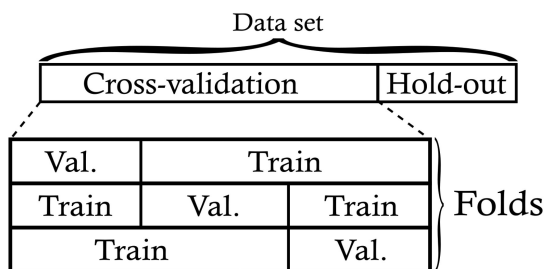 Data set
Cross-validation Hold-out
Val. Train
Train Val. Train Folds
Train Val.